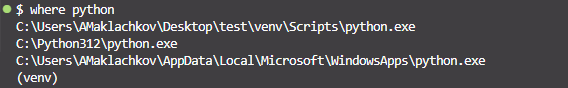 $ where python
C:\Users\AMaklachkov\Desktop\test\venv\Scripts\python.exe
C:\Python312\python.exe
C:\Users\AMaklachkov\AppData\Local\Microsoft\WindowsApps\python.exe
(venv)